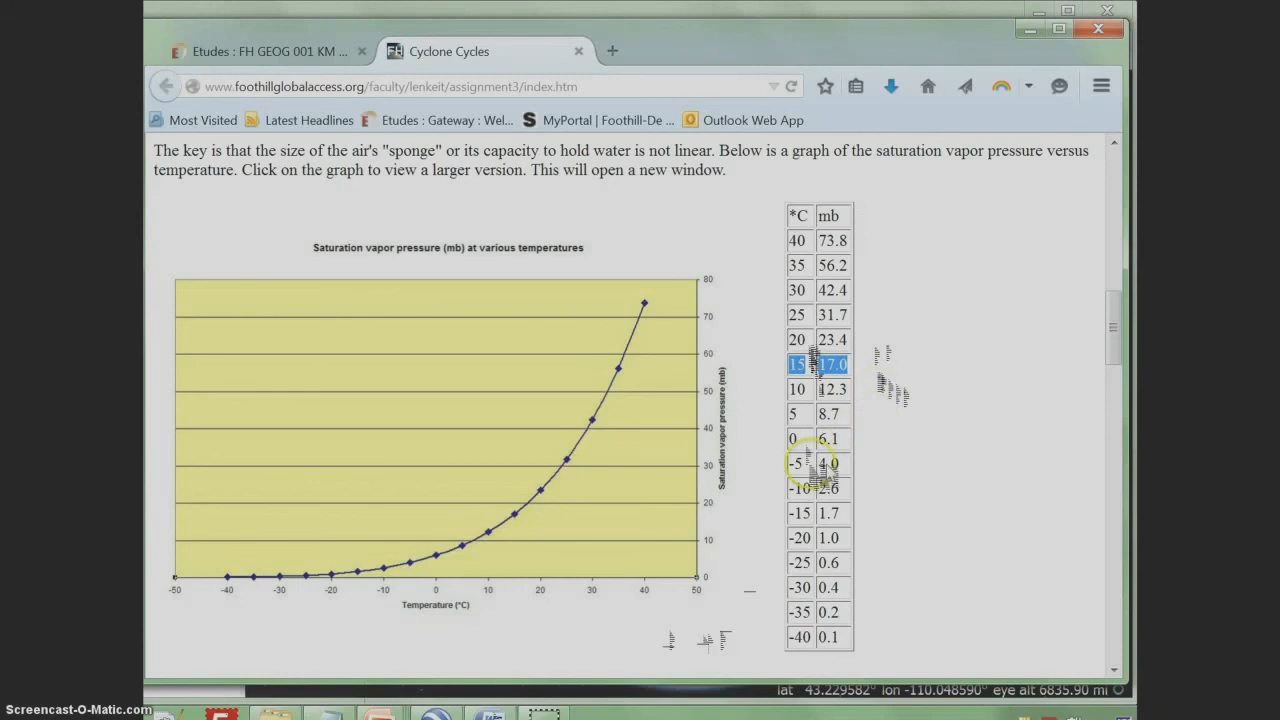 Etudes : FH GEOG 001 KM ...
Cyclone Cycles
www.foothillglobalaccess.org/faculty/lenkeit/assignment3/index.htm
Most Visited
Latest Headlines
Etudes : Gateway : Wel...
MyPortal | Foothill-De ...
Outlook Web App
The key is that the size of the air's "sponge" or its capacity to hold water is not linear. Below is a graph of the saturation vapor pressure versus
temperature. Click on the graph to view a larger version. This will open a new window.
Saturation vapor pressure (mb) at various temperatures
80
70
60
50
40
30
20
10
0
Saturation vapor pressure (mb)
-50 -40 -30 -20 -10 0 10 20 30 40 50
Temperature (°C)
*C mb
40 73.8
35 56.2
30 42.4
25 31.7
20 23.4
15 17.0
10 12.3
5 8.7
0 6.1
-5 4.0
-10 2.6
-15 1.7
-20 1.0
-25 0.6
-30 0.4
-35 0.2
-40 0.1
lat 43.229582° lon -110.048590° eye alt 6835.90 mi
Screencast-O-Matic.com